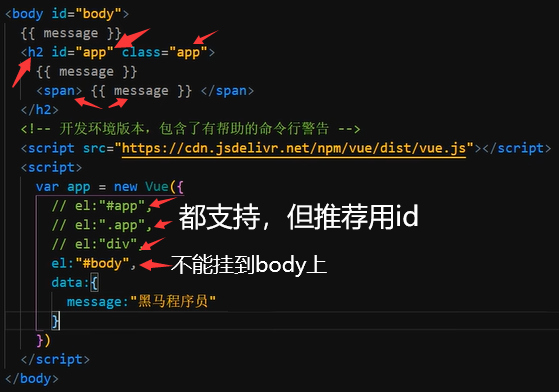 <body id="body">
{{ message }}
<h2 id="app" class="app">
{{ message }}
<span> {{ message }} </span>
</h2>
<!-- 开发环境版本，包含了有帮助的命令行警告 -->
<script src="https://cdn.jsdelivr.net/npm/vue/dist/vue.js"></script>
<script>
var app = new Vue({
// el:"#app",
// el:".app",
都支持，但推荐用id
// el:"div",
el:"#body",
不能挂到body上
data:{
message:"黑马程序员"
}
})
</script>
</body>